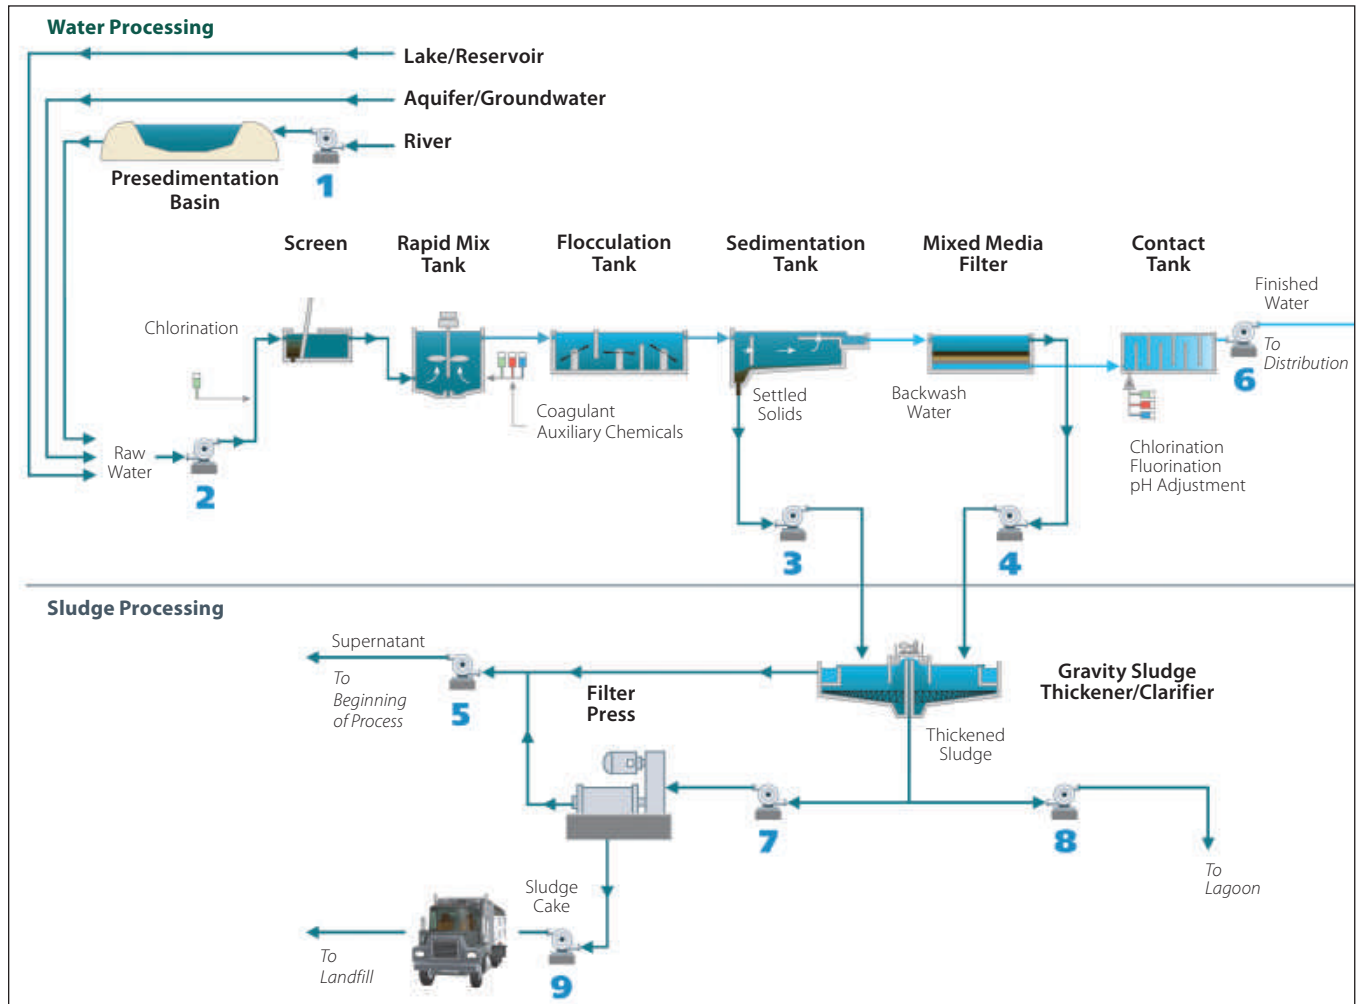 Water Processing
Lake/Reservoir
Aquifer/Groundwater
River
1
Presedimentation
Basin
Screen
Rapid Mix
Tank
Flocculation
Tank
Sedimentation
Tank
Mixed Media
Filter
Contact
Tank
Finished
Water
To
Distribution
6
Chlorination
Coagulant
Auxiliary Chemicals
Settled
Solids
Backwash
Water
Chlorination
Fluorination
pH Adjustment
Raw
Water
2
3
4
Sludge Processing
Supernatant
To
Beginning
of Process
5
Filter
Press
Gravity Sludge
Thickener/Clarifier
Thickened
Sludge
7
8
To
Lagoon
Sludge
Cake
To
Landfill
9